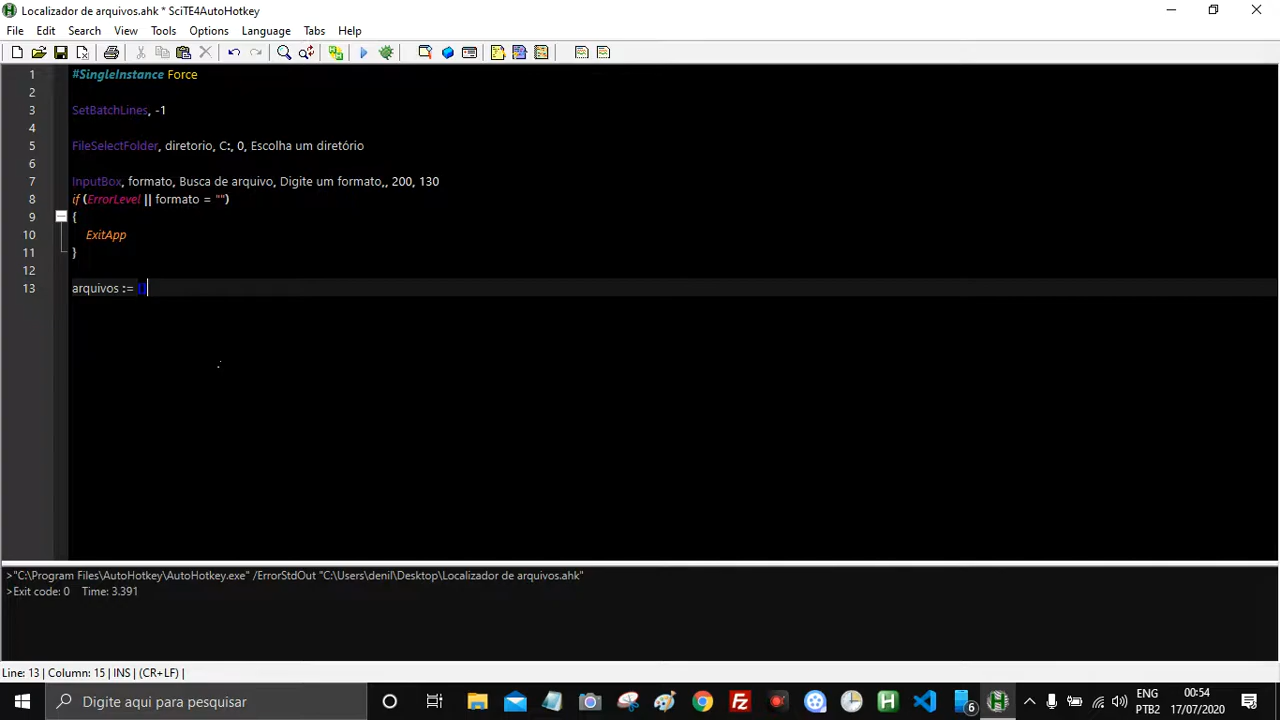 Localizador de arquivos.ahk * SciTE4AutoHotkey
File Edit Search View Tools Options Language Tabs Help
1 #SingleInstance Force
2
3 SetBatchLines, -1
4
5 FileSelectFolder, diretorio, C:, 0, Escolha um diretório
6
7 InputBox, formato, Busca de arquivo, Digite um formato,, 200, 130
8 if (ErrorLevel || formato = "")
9 {
10 ExitApp
11 }
12
13 arquivos := []
>"C:\Program Files\AutoHotkey\AutoHotkey.exe" /ErrorStdOut "C:\Users\denil\Desktop\Localizador de arquivos.ahk"
>Exit code: 0 Time: 3.391
Line: 13 | Column: 15 | INS | (CR+LF) |
Digite aqui para pesquisar
6
ENG 00:54
PTB2 17/07/2020